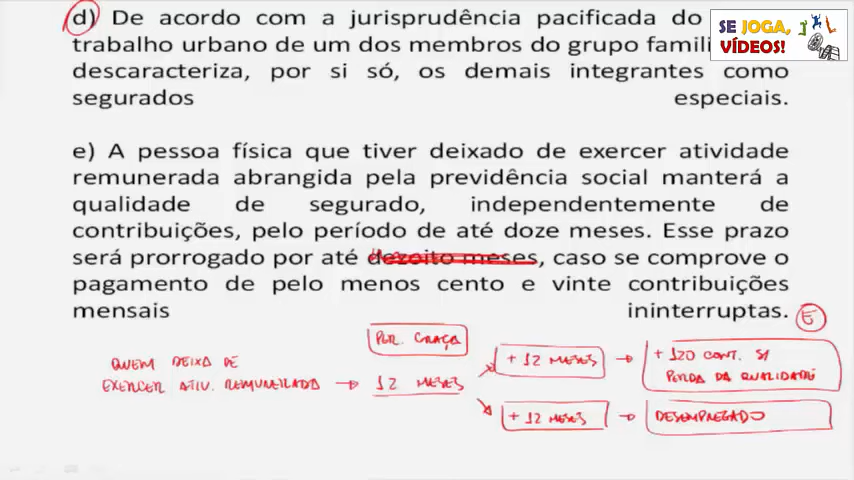 d) De acordo com a jurisprudência pacificada do
trabalho urbano de um dos membros do grupo famili
descaracteriza, por si só, os demais integrantes como
segurados especiais.
SE JOGA,
VÍDEOS!
e) A pessoa física que tiver deixado de exercer atividade
remunerada abrangida pela previdência social manterá a
qualidade de segurado, independentemente de
contribuições, pelo período de até doze meses. Esse prazo
será prorrogado por até dezoito meses, caso se comprove o
pagamento de pelo menos cento e vinte contribuições
mensais ininterruptas. E
PER. GRAÇA
QUEM DEIXA DE
EXERCER ATIV. REMUNERADA → 12 MESES
+ 12 MESES → + 120 CONT. S/
PERDA DA QUALIDADE
+ 12 MESES → DESEMPREGADO